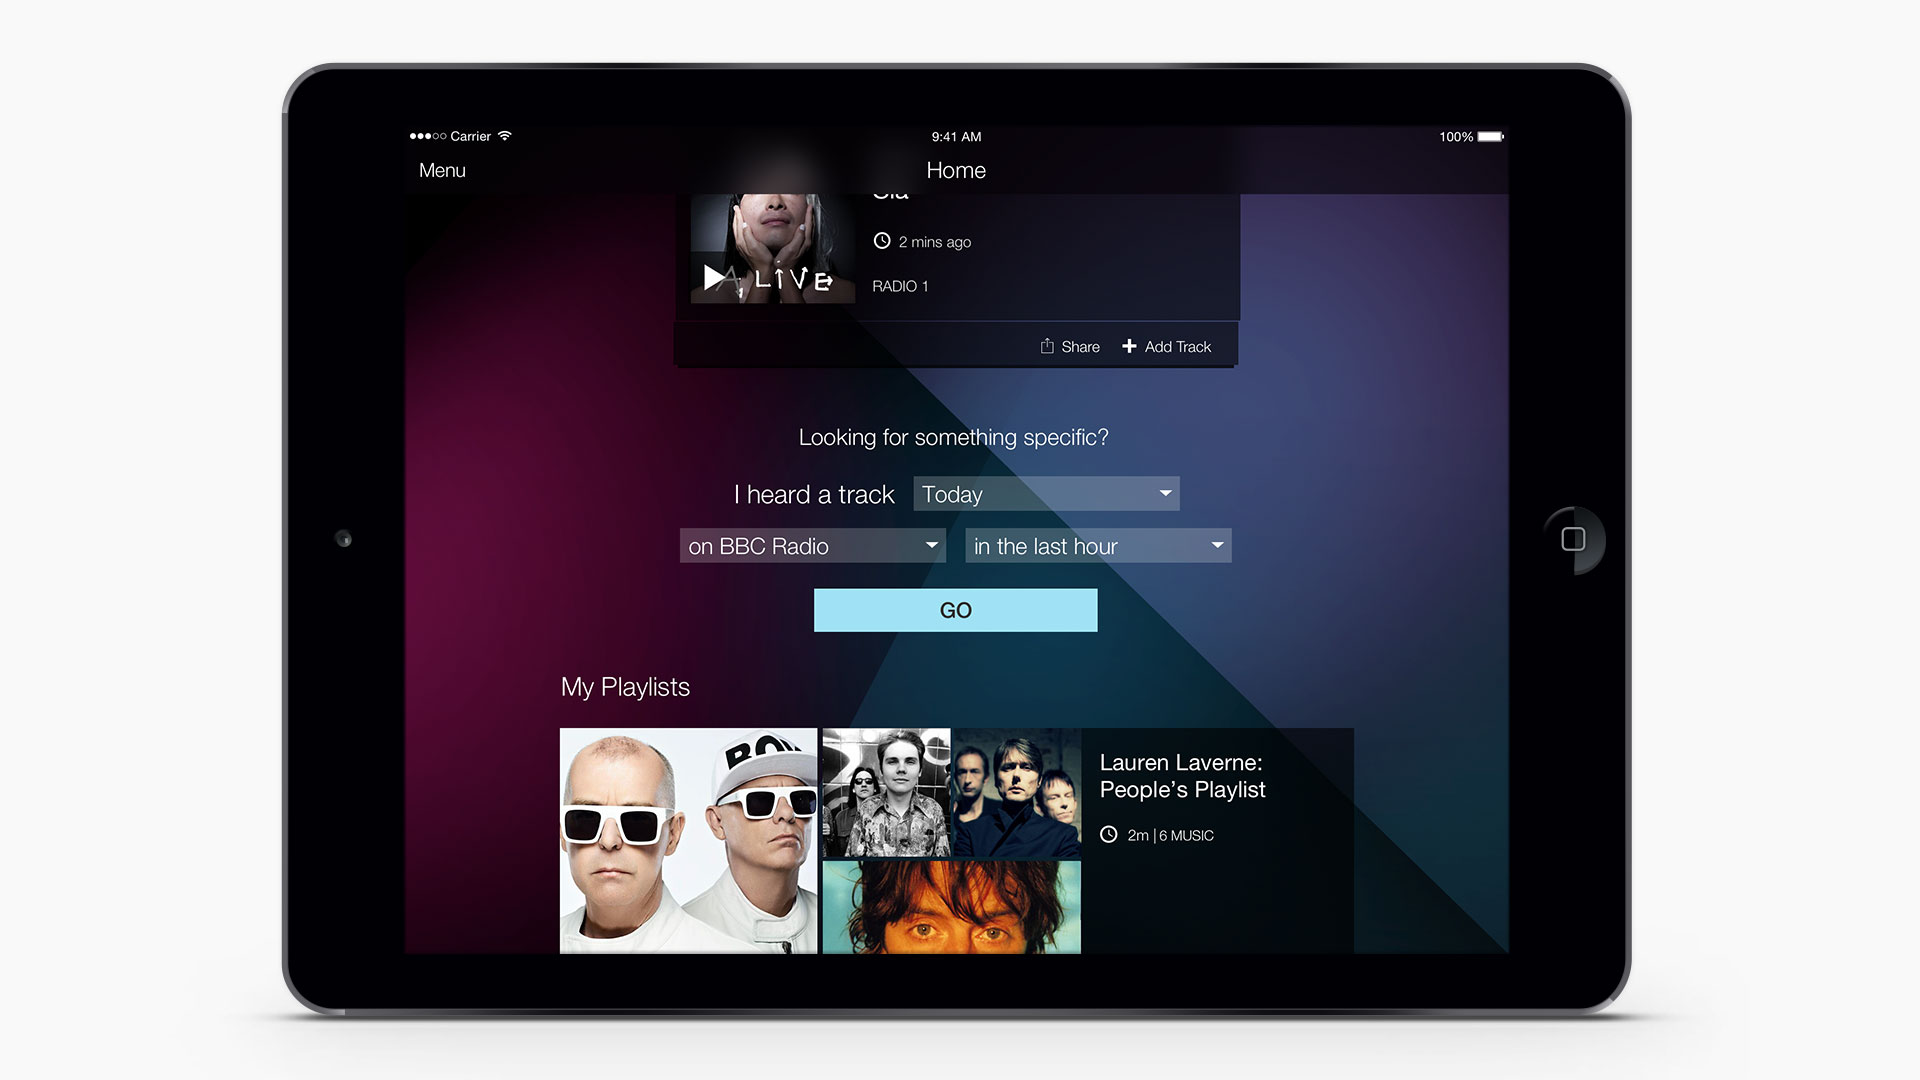 Carrier
9:41 AM
100%
Menu
Home
Sia
2 mins ago
ALIVE
RADIO 1
Share
Add Track
Looking for something specific?
I heard a track
Today
on BBC Radio
in the last hour
GO
My Playlists
Lauren Laverne:
People's Playlist
2m | 6 MUSIC